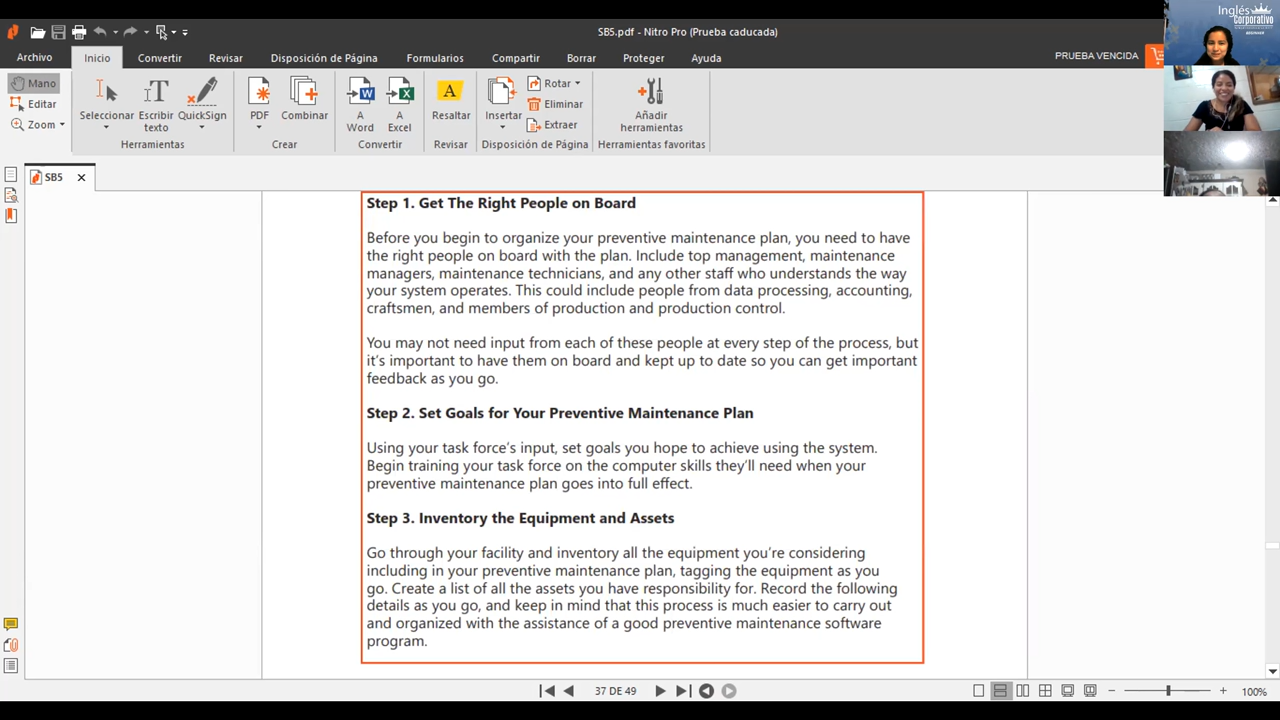 SB5.pdf - Nitro Pro (Prueba caducada)
Inglés
Corporativo
BEGINNER
Archivo
Inicio
Convertir
Revisar
Disposición de Página
Formularios
Compartir
Borrar
Proteger
Ayuda
PRUEBA VENCIDA
Mano
Editar
Zoom
Seleccionar
Escribir texto
QuickSign
Herramientas
PDF
Combinar
Crear
A Word
A Excel
Convertir
Resaltar
Revisar
Insertar
Rotar
Eliminar
Extraer
Disposición de Página
Añadir herramientas
Herramientas favoritas
SB5
Step 1. Get The Right People on Board
Before you begin to organize your preventive maintenance plan, you need to have
the right people on board with the plan. Include top management, maintenance
managers, maintenance technicians, and any other staff who understands the way
your system operates. This could include people from data processing, accounting,
craftsmen, and members of production and production control.
You may not need input from each of these people at every step of the process, but
it's important to have them on board and kept up to date so you can get important
feedback as you go.
Step 2. Set Goals for Your Preventive Maintenance Plan
Using your task force's input, set goals you hope to achieve using the system.
Begin training your task force on the computer skills they'll need when your
preventive maintenance plan goes into full effect.
Step 3. Inventory the Equipment and Assets
Go through your facility and inventory all the equipment you're considering
including in your preventive maintenance plan, tagging the equipment as you
go. Create a list of all the assets you have responsibility for. Record the following
details as you go, and keep in mind that this process is much easier to carry out
and organized with the assistance of a good preventive maintenance software
program.
37 DE 49
100%